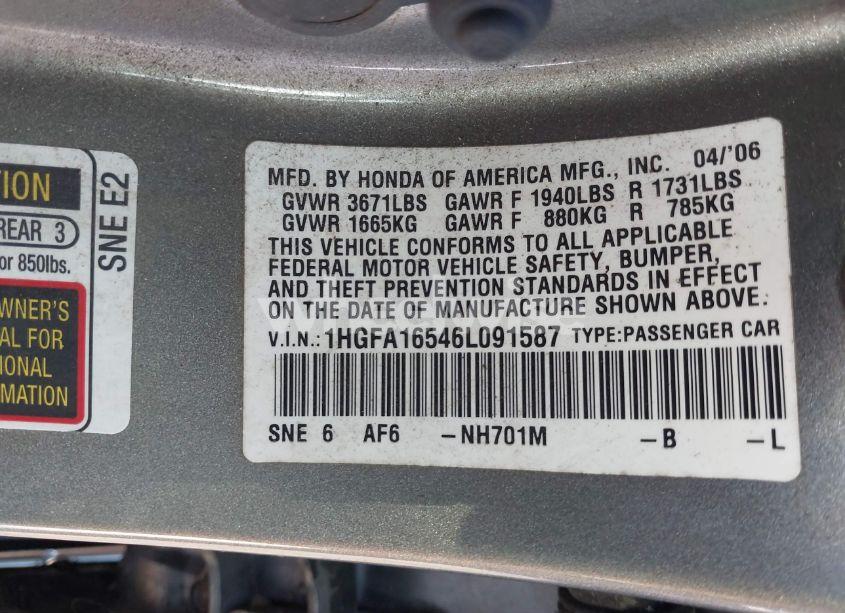 TION
REAR 3
or 850lbs.
WNER'S
AL FOR
IONAL
RMATION
SNE E2
MFD. BY HONDA OF AMERICA MFG., INC. 04/'06
GVWR 3671LBS GAWR F 1940LBS R 1731LBS
GVWR 1665KG GAWR F 880KG R 785KG
THIS VEHICLE CONFORMS TO ALL APPLICABLE
FEDERAL MOTOR VEHICLE SAFETY, BUMPER,
AND THEFT PREVENTION STANDARDS IN EFFECT
ON THE DATE OF MANUFACTURE SHOWN ABOVE.
V.I.N.: 1HGFA16546L091587 TYPE:PASSENGER CAR
SNE 6 AF6 -NH701M -B -L